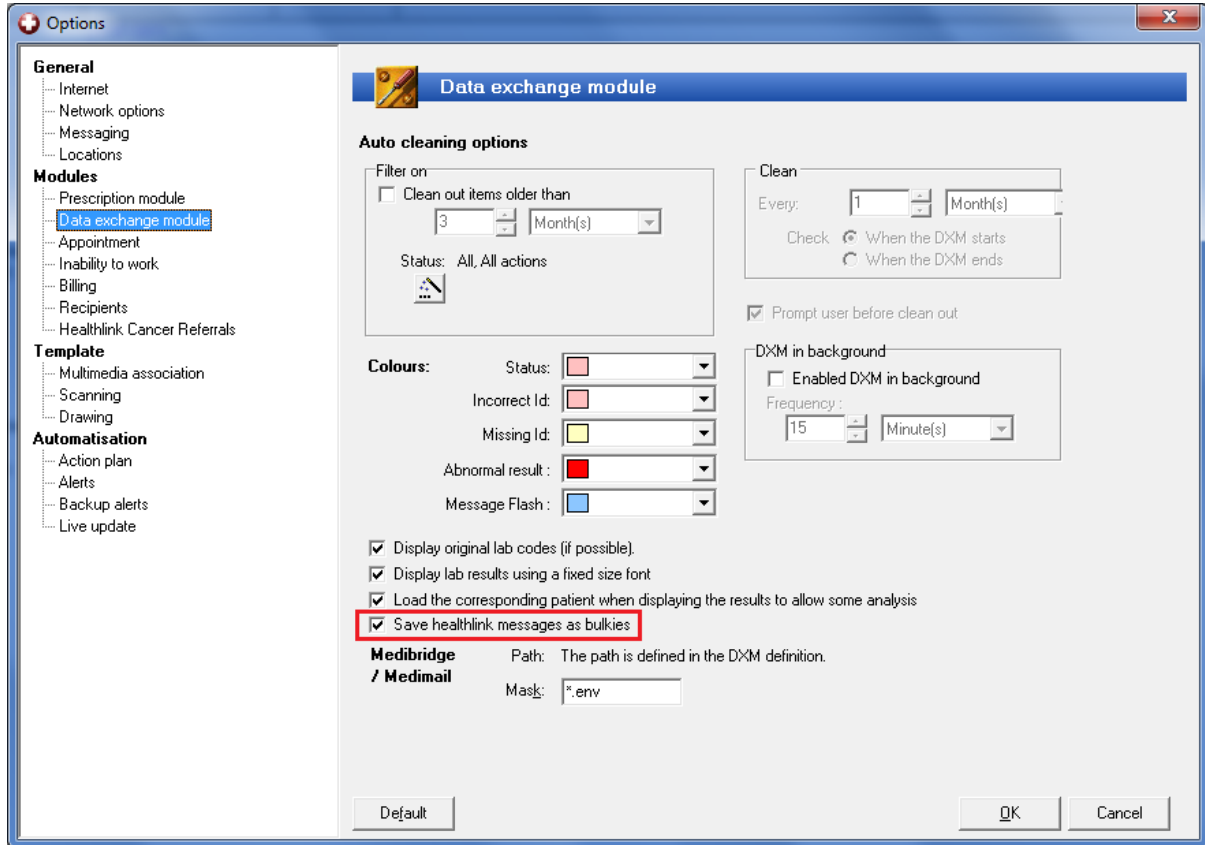 Options
x
General
Internet
Network options
Messaging
Locations
Modules
Prescription module
Data exchange module
Appointment
Inability to work
Billing
Recipients
Healthlink Cancer Referrals
Template
Multimedia association
Scanning
Drawing
Automatisation
Action plan
Alerts
Backup alerts
Live update
Data exchange module
Auto cleaning options
Filter on
Clean out items older than
3 Month(s)
Status: All, All actions
Clean
Every: 1 Month(s)
Check When the DXM starts
When the DXM ends
Prompt user before clean out
Colours: Status:
Incorrect Id:
Missing Id:
Abnormal result :
Message Flash :
DXM in background
Enabled DXM in background
Frequency :
15 Minute(s)
Display original lab codes (if possible).
Display lab results using a fixed size font
Load the corresponding patient when displaying the results to allow some analysis
Save healthlink messages as bulkies
Medibridge Path: The path is defined in the DXM definition.
/ Medimail
Mask: *.env
Default OK Cancel